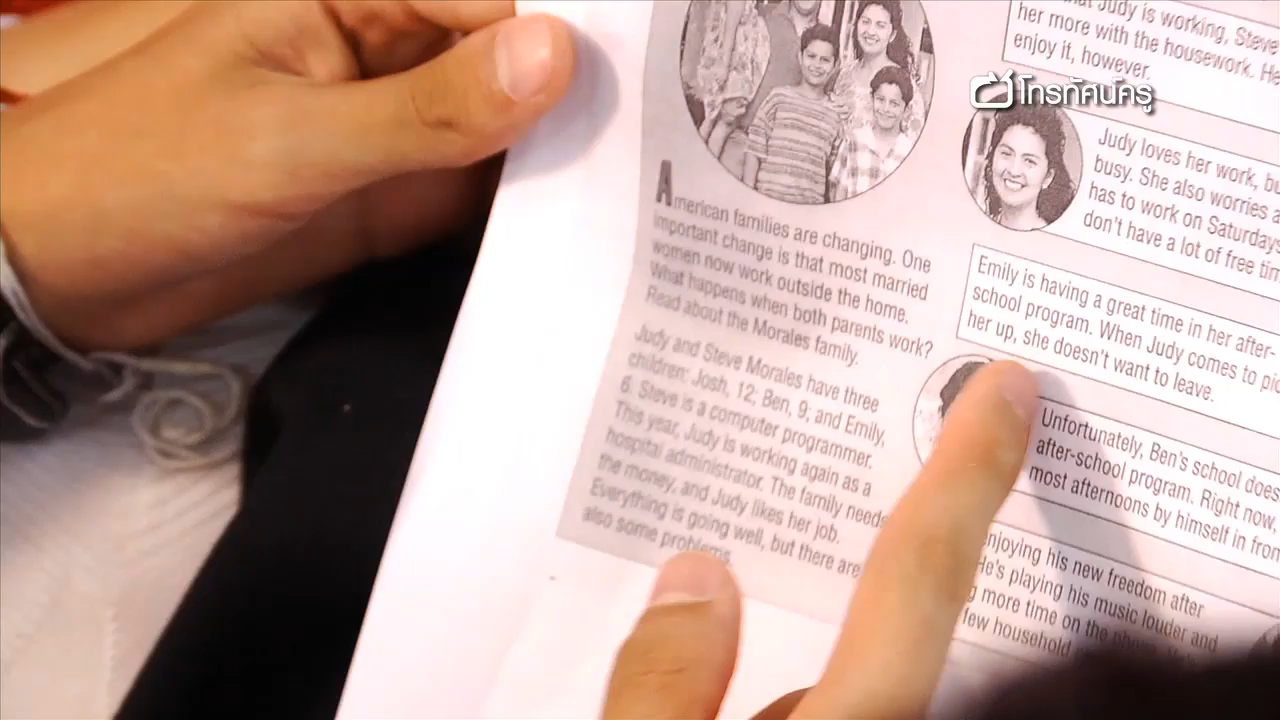 American families are changing. One
important change is that most married
women now work outside the home.
What happens when both parents work?
Read about the Morales family.
Judy and Steve Morales have three
children: Josh, 12; Ben, 9; and Emily,
6. Steve is a computer programmer.
This year, Judy is working again as a
hospital administrator. The family needs
the money, and Judy likes her job.
Everything is going well, but there are
also some problems.
Judy is working, Steve
her more with the housework. He
enjoy it, however.
โทรทัศน์ครู
Judy loves her work, bu
busy. She also worries a
has to work on Saturdays
don't have a lot of free tim
Emily is having a great time in her after-
school program. When Judy comes to pic
her up, she doesn't want to leave.
Unfortunately, Ben's school does
after-school program. Right now,
most afternoons by himself in fron
enjoying his new freedom after
He's playing his music louder and
more time on the phone.
few household